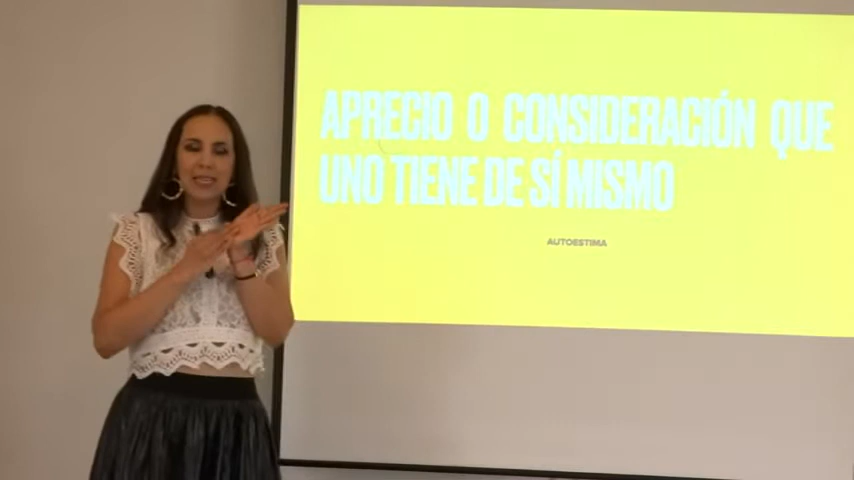 APRECIO O CONSIDERACIÓN QUE
UNO TIENE DE SÍ MISMO
AUTOESTIMA